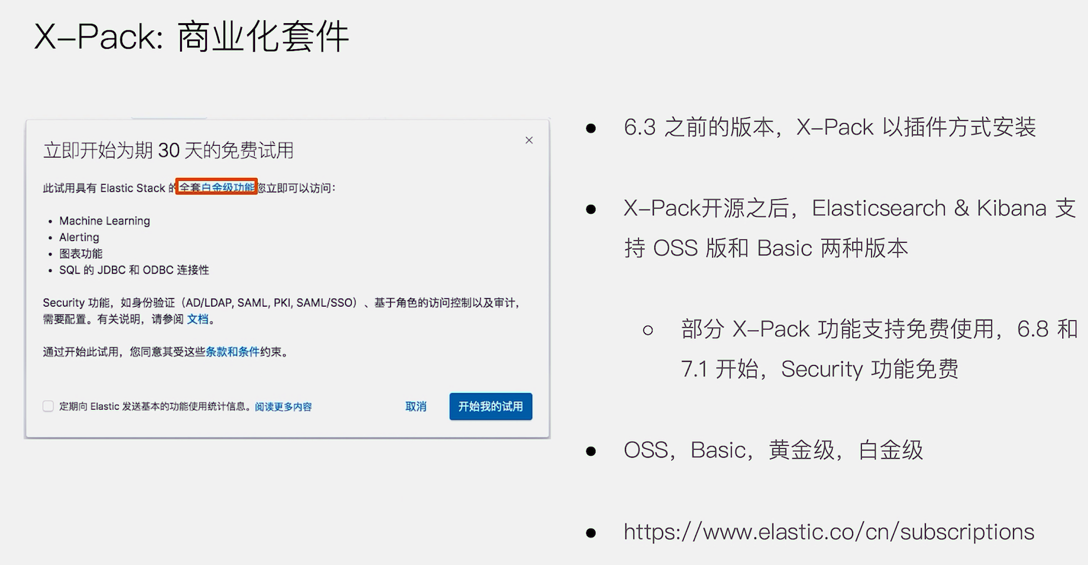 X-Pack: 商业化套件
立即开始为期 30 天的免费试用
此试用具有 Elastic Stack 的全套白金级功能您立即可以访问：
• Machine Learning
• Alerting
• 图表功能
• SQL 的 JDBC 和 ODBC 连接性
Security 功能，如身份验证（AD/LDAP, SAML, PKI, SAML/SSO）、基于角色的访问控制以及审计，
需要配置。有关说明，请参阅 文档。
通过开始此试用，您同意其受这些条款和条件约束。
定期向 Elastic 发送基本的功能使用统计信息。阅读更多内容
取消
开始我的试用
● 6.3 之前的版本，X-Pack 以插件方式安装
● X-Pack开源之后，Elasticsearch & Kibana 支
持 OSS 版和 Basic 两种版本
○ 部分 X-Pack 功能支持免费使用，6.8 和
7.1 开始，Security 功能免费
● OSS，Basic，黄金级，白金级
● https://www.elastic.co/cn/subscriptions